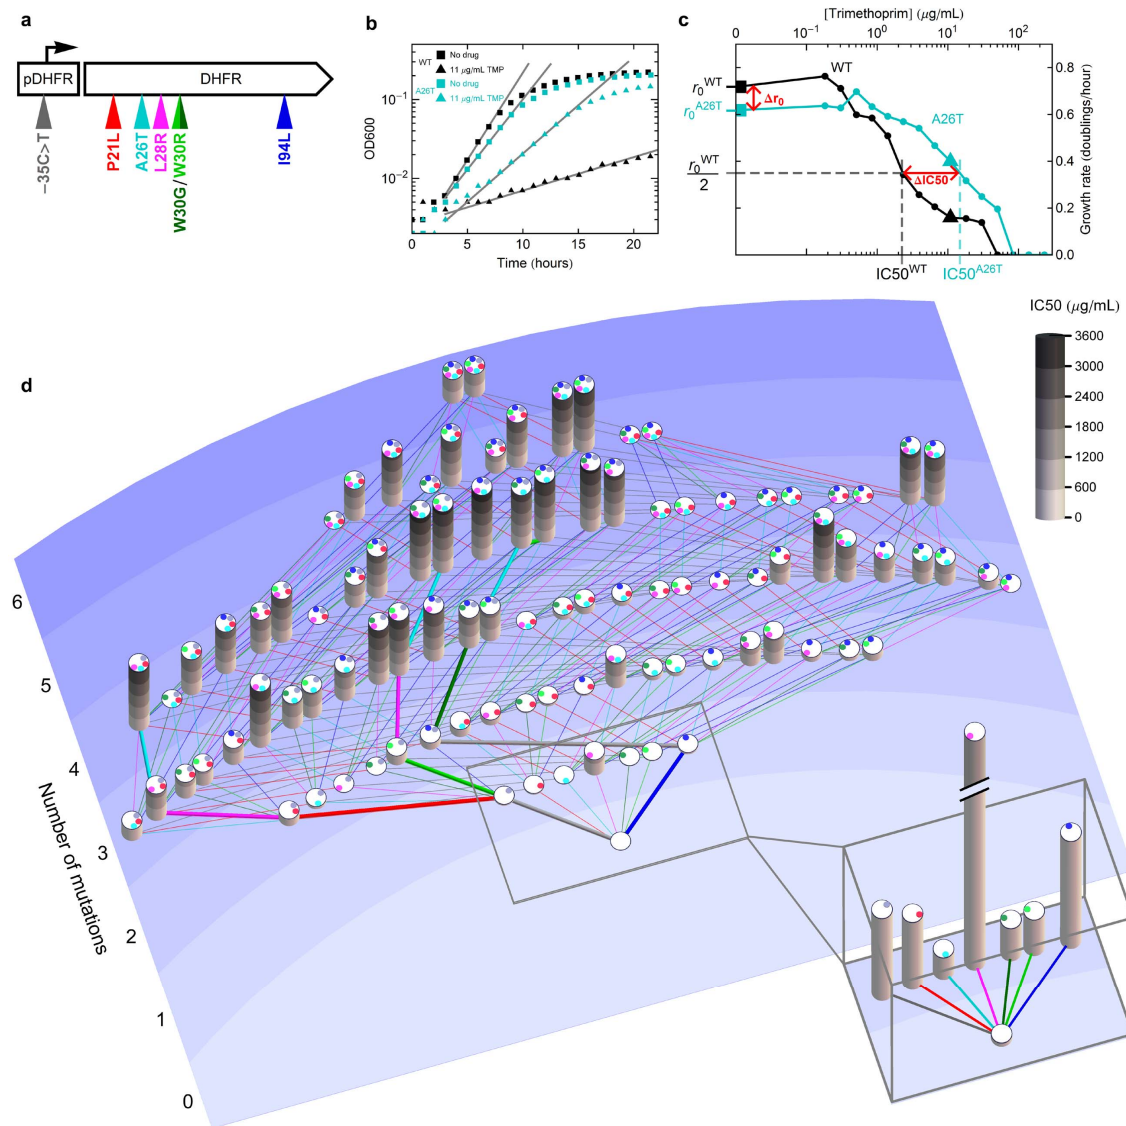 a
pDHFR
DHFR
−35C>T
P21L
A26T
L28R
W30G/W30R
I94L
b
WT
No drug
11 μg/mL TMP
A26T
No drug
11 μg/mL TMP
10⁻¹
10⁻²
OD600
0 5 10 15 20
Time (hours)
c
[Trimethoprim] (μg/mL)
0 10⁻¹ 10⁰ 10¹ 10²
WT
A26T
r₀ᵂᵀ
r₀ᴬ²⁶ᵀ
Δr₀
r₀ᵂᵀ
2
ΔIC50
0.8
0.6
0.4
0.2
0.0
Growth rate (doublings/hour)
IC50ᵂᵀ
IC50ᴬ²⁶ᵀ
d
IC50 (μg/mL)
3600
3000
2400
1800
1200
600
0
6
5
4
3
2
1
0
Number of mutations